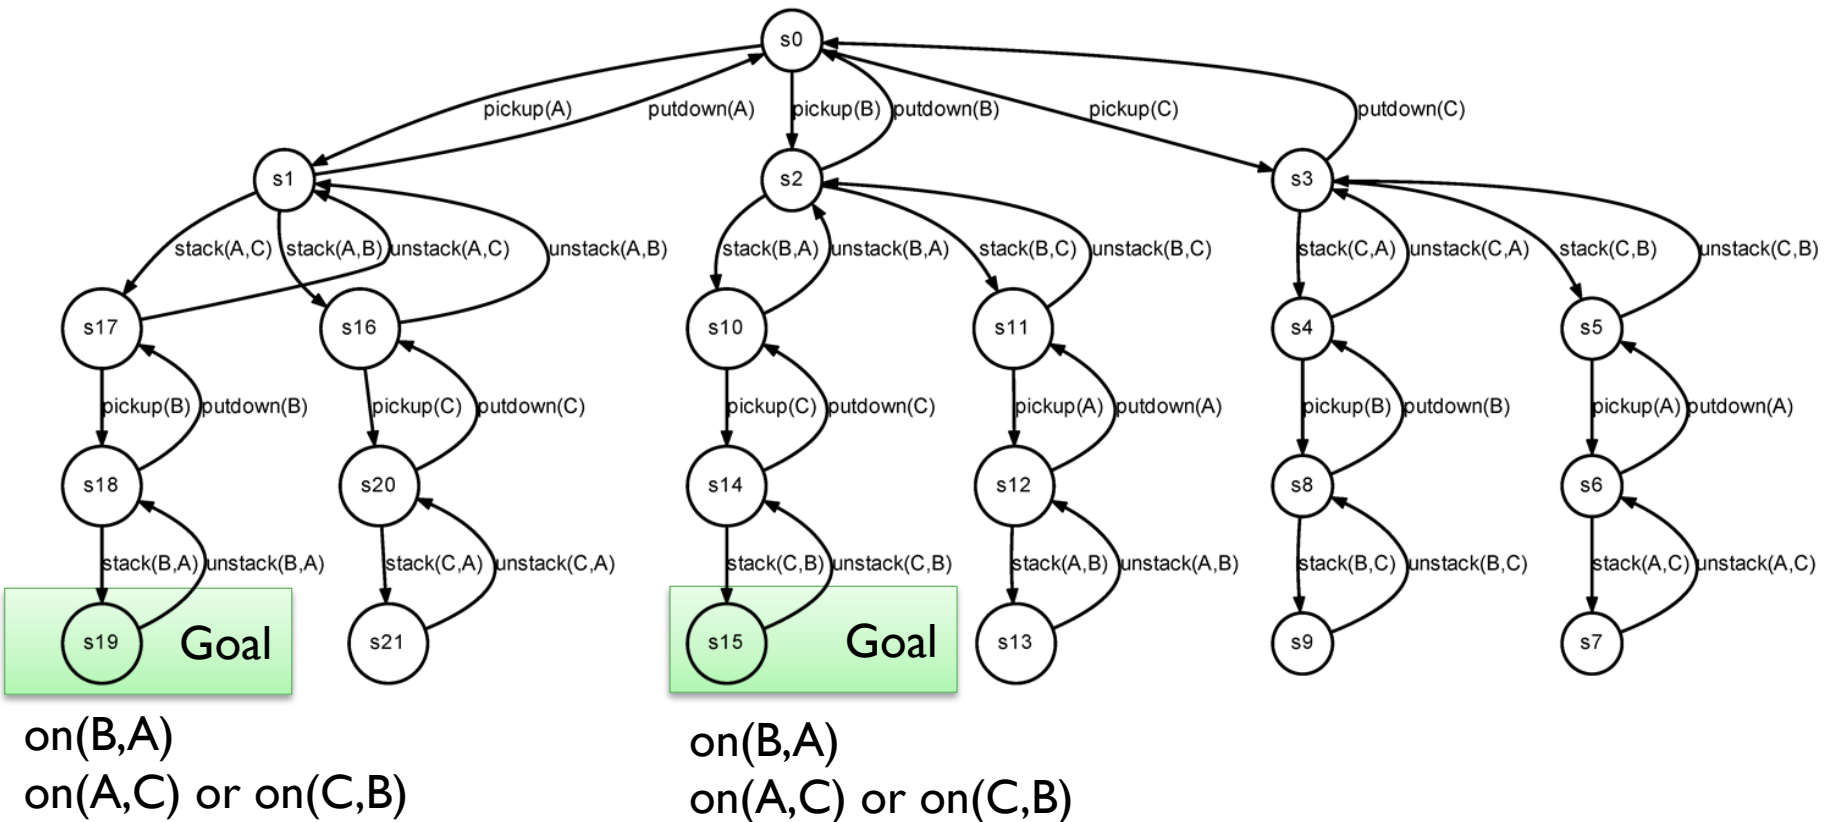 s0
pickup(A) putdown(A) pickup(B) putdown(B) pickup(C) putdown(C)
s1 s2 s3
stack(A,C) stack(A,B) unstack(A,C) unstack(A,B) stack(B,A) unstack(B,A) stack(B,C) unstack(B,C) stack(C,A) unstack(C,A) stack(C,B) unstack(C,B)
s17 s16 s10 s11 s4 s5
pickup(B) putdown(B) pickup(C) putdown(C) pickup(C) putdown(C) pickup(A) putdown(A) pickup(B) putdown(B) pickup(A) putdown(A)
s18 s20 s14 s12 s8 s6
stack(B,A) unstack(B,A) stack(C,A) unstack(C,A) stack(C,B) unstack(C,B) stack(A,B) unstack(A,B) stack(B,C) unstack(B,C) stack(A,C) unstack(A,C)
s19 Goal s21 s15 Goal s13 s9 s7
on(B,A)
on(A,C) or on(C,B)
on(B,A)
on(A,C) or on(C,B)